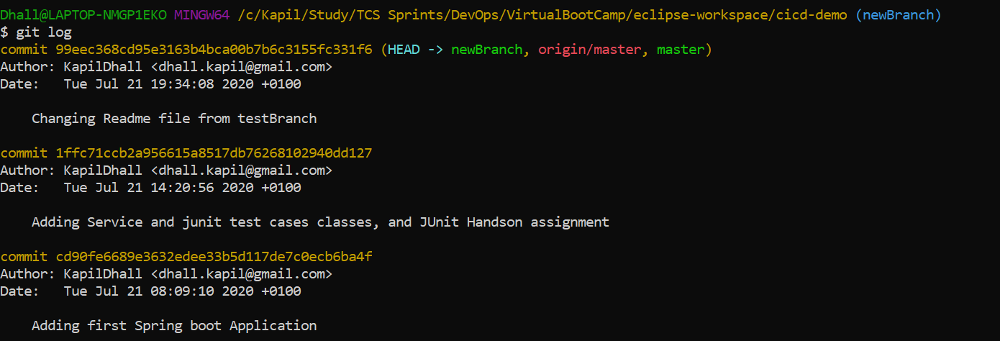 Dhall@LAPTOP-NMGP1EKO MINGW64 /c/Kapil/Study/TCS Sprints/DevOps/VirtualBootCamp/eclipse-workspace/cicd-demo (newBranch)
$ git log
commit 99eec368cd95e3163b4bca00b7b6c3155fc331f6 (HEAD -> newBranch, origin/master, master)
Author: KapilDhall <dhall.kapil@gmail.com>
Date:   Tue Jul 21 19:34:08 2020 +0100
    Changing Readme file from testBranch
commit 1ffc71ccb2a956615a8517db76268102940dd127
Author: KapilDhall <dhall.kapil@gmail.com>
Date:   Tue Jul 21 14:20:56 2020 +0100
    Adding Service and junit test cases classes, and JUnit Handson assignment
commit cd90fe6689e3632edee33b5d117de7c0ecb6ba4f
Author: KapilDhall <dhall.kapil@gmail.com>
Date:   Tue Jul 21 08:09:10 2020 +0100
    Adding first Spring boot Application